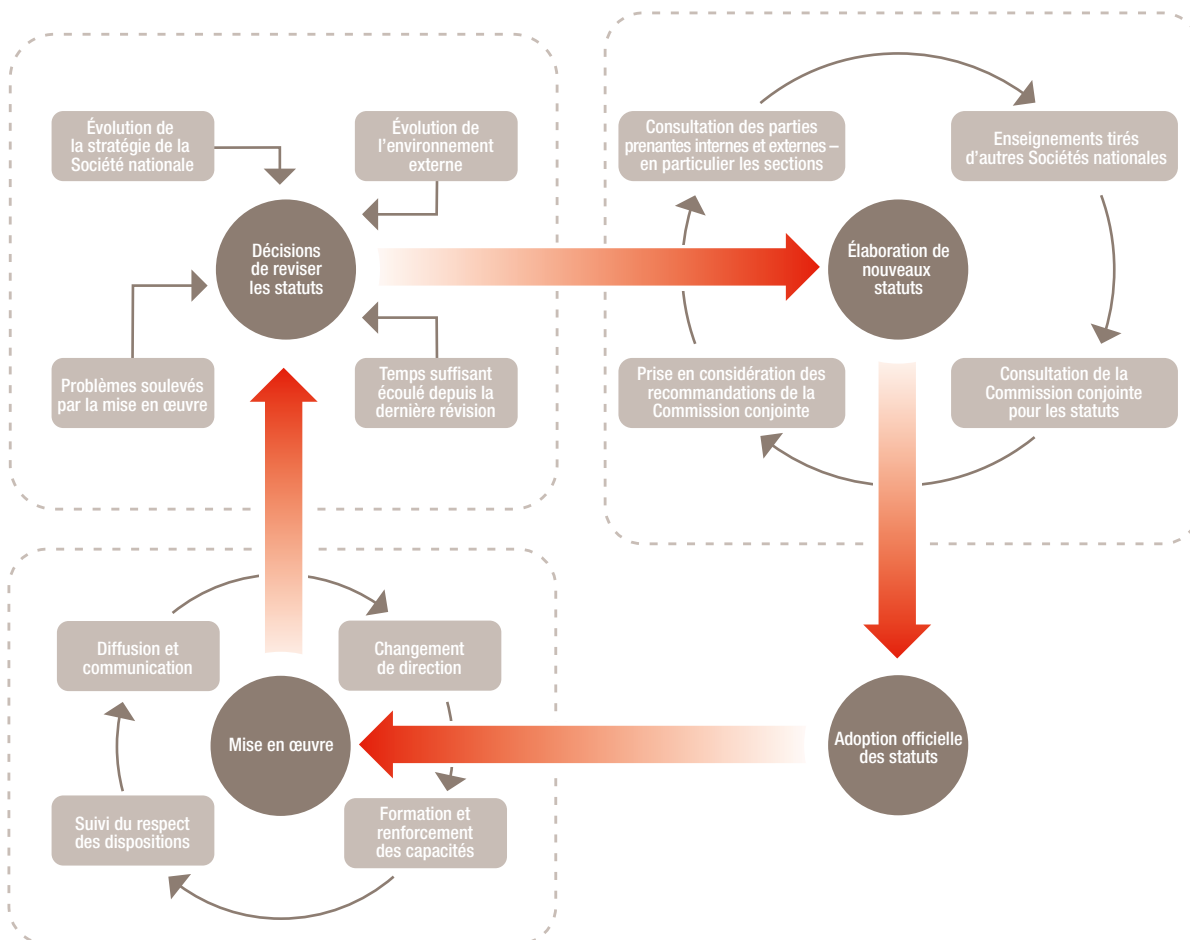 Évolution de
la stratégie de la
Société nationale
Évolution de
l'environnement
externe
Décisions
de reviser
les statuts
Problèmes soulevés
par la mise en œuvre
Temps suffisant
écoulé depuis la
dernière révision
Consultation des parties
prenantes internes et externes –
en particulier les sections
Enseignements tirés
d'autres Sociétés nationales
Élaboration de
nouveaux
statuts
Prise en considération des
recommandations de la
Commission conjointe
Consultation de la
Commission conjointe
pour les statuts
Diffusion et
communication
Changement
de direction
Mise en œuvre
Adoption officielle
des statuts
Suivi du respect
des dispositions
Formation et
renforcement
des capacités